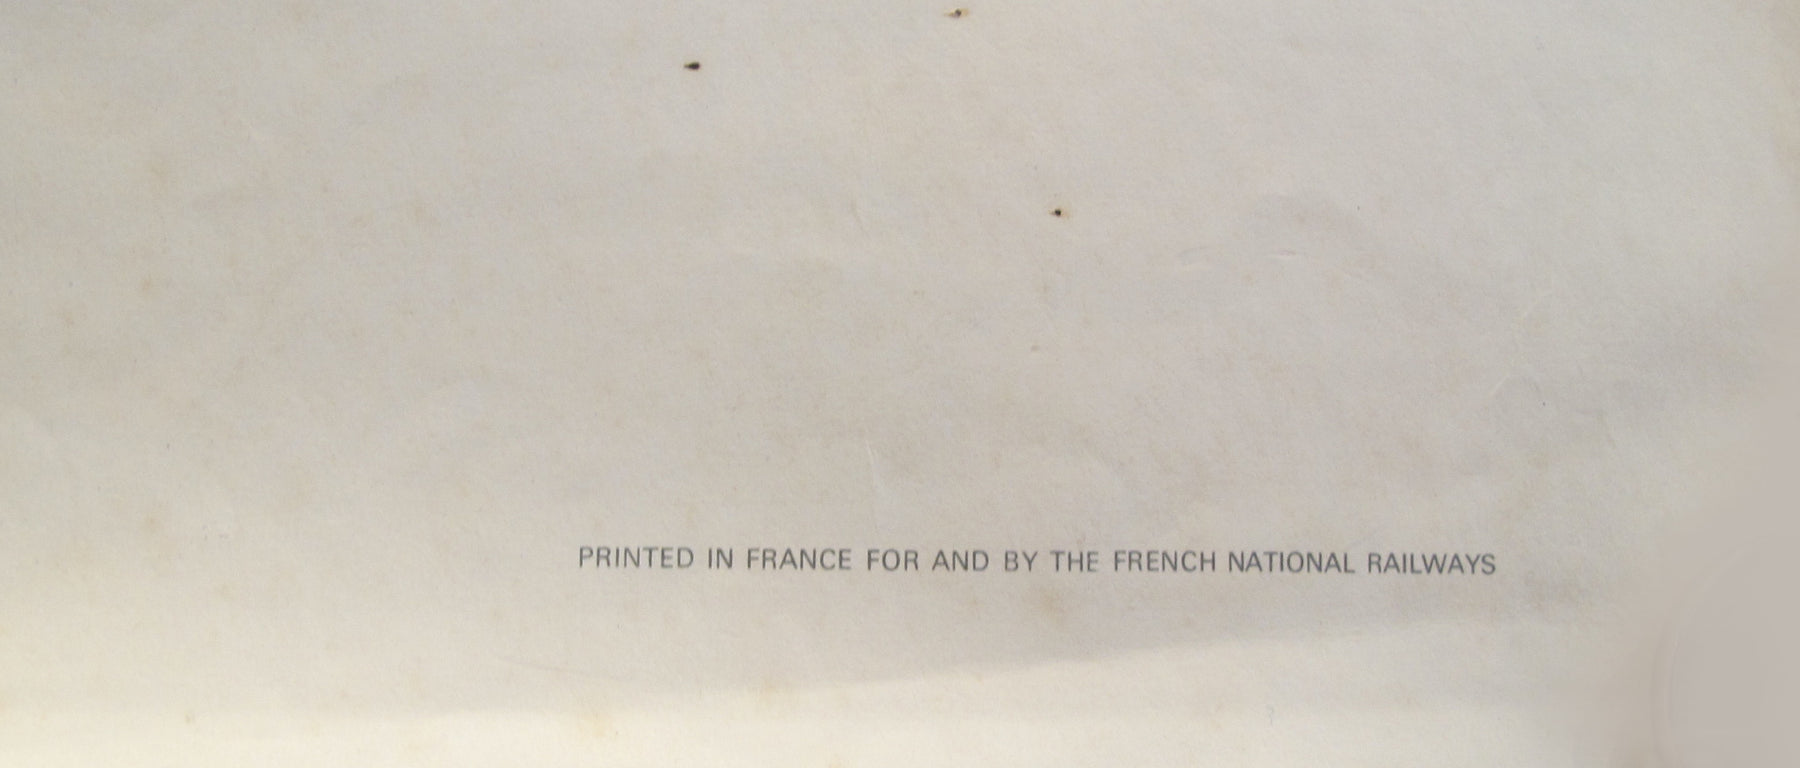 PRINTED IN FRANCE FOR AND BY THE FRENCH NATIONAL RAILWAYS